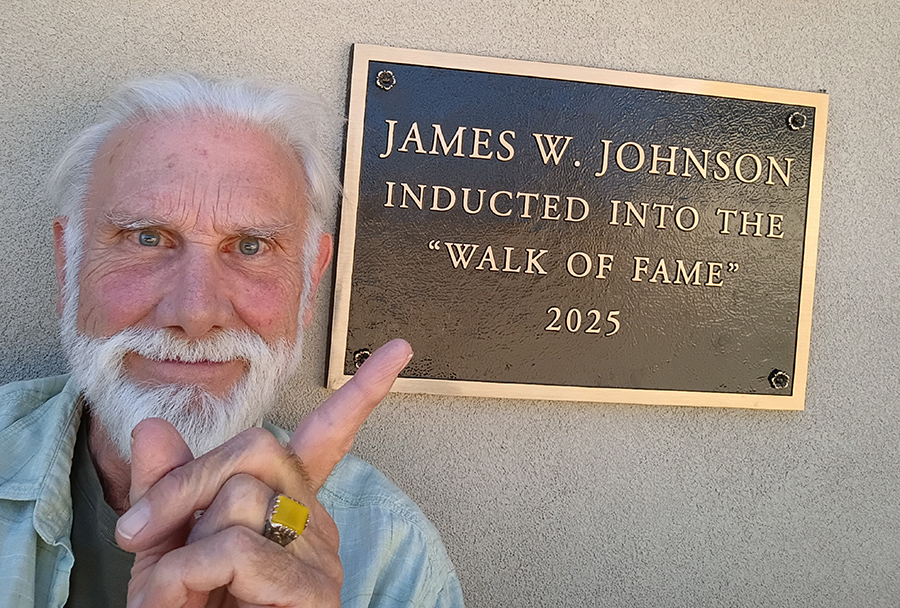 JAMES W. JOHNSON
INDUCTED INTO THE
“WALK OF FAME”
2025